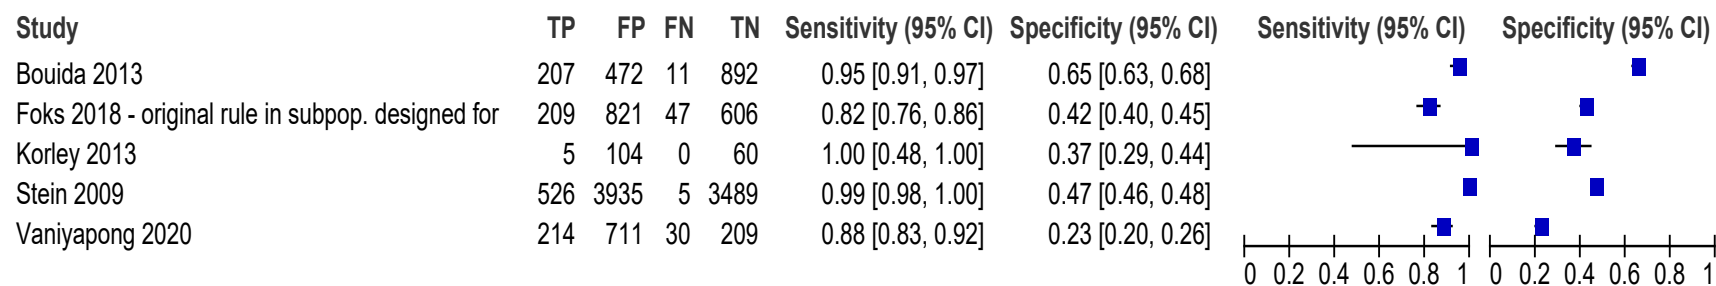 Study TP FP FN TN Sensitivity (95% CI) Specificity (95% CI) Sensitivity (95% CI) Specificity (95% CI)
Bouida 2013 207 472 11 892 0.95 [0.91, 0.97] 0.65 [0.63, 0.68]
Foks 2018 - original rule in subpop. designed for 209 821 47 606 0.82 [0.76, 0.86] 0.42 [0.40, 0.45]
Korley 2013 5 104 0 60 1.00 [0.48, 1.00] 0.37 [0.29, 0.44]
Stein 2009 526 3935 5 3489 0.99 [0.98, 1.00] 0.47 [0.46, 0.48]
Vaniyapong 2020 214 711 30 209 0.88 [0.83, 0.92] 0.23 [0.20, 0.26]
0 0.2 0.4 0.6 0.8 1 0 0.2 0.4 0.6 0.8 1